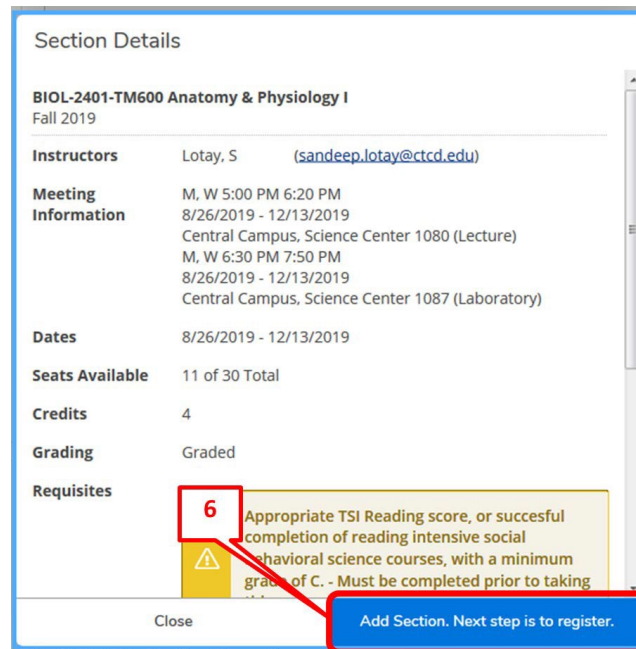 Section Details
BIOL-2401-TM600 Anatomy & Physiology I
Fall 2019
Instructors Lotay, S (sandeep.lotay@ctcd.edu)
Meeting Information M, W 5:00 PM 6:20 PM
8/26/2019 - 12/13/2019
Central Campus, Science Center 1080 (Lecture)
M, W 6:30 PM 7:50 PM
8/26/2019 - 12/13/2019
Central Campus, Science Center 1087 (Laboratory)
Dates 8/26/2019 - 12/13/2019
Seats Available 11 of 30 Total
Credits 4
Grading Graded
Requisites
6
Appropriate TSI Reading score, or succesful
completion of reading intensive social
behavioral science courses, with a minimum
grade of C. - Must be completed prior to taking
Close Add Section. Next step is to register.